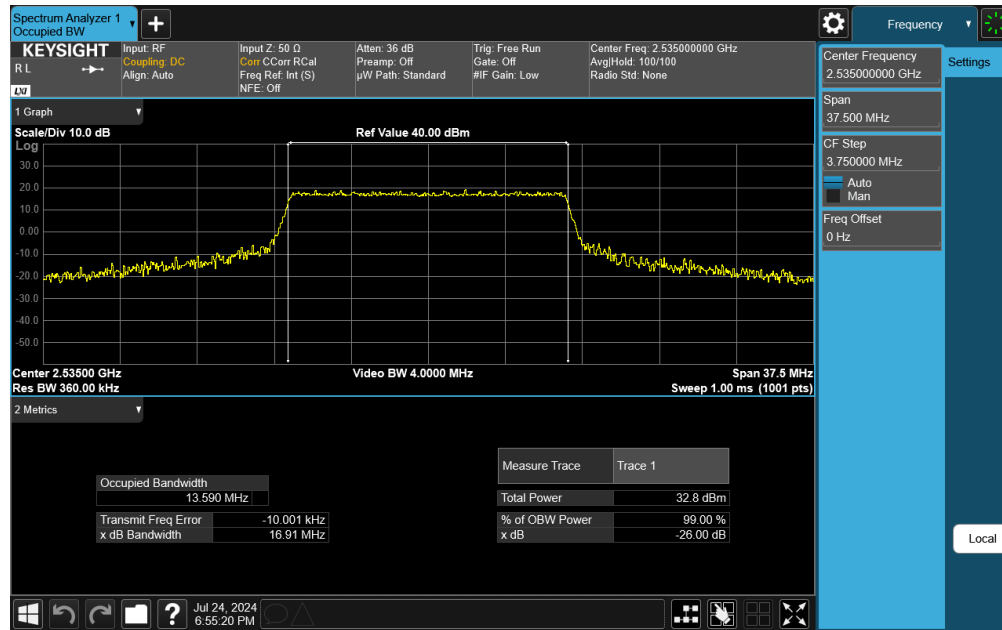 Spectrum Analyzer 1
Occupied BW
KEYSIGHT
R L
LXI
Input: RF
Coupling: DC
Align: Auto
Input Z: 50 Ω
Corr CCorr RCal
Freq Ref: Int (S)
NFE: Off
Atten: 36 dB
Preamp: Off
µW Path: Standard
Trig: Free Run
Gate: Off
#IF Gain: Low
Center Freq: 2.535000000 GHz
Avg|Hold: 100/100
Radio Std: None
Frequency
Settings
Center Frequency
2.535000000 GHz
Span
37.500 MHz
CF Step
3.750000 MHz
Auto
Man
Freq Offset
0 Hz
Local
1 Graph
Scale/Div 10.0 dB
Ref Value 40.00 dBm
Log
30.0
20.0
10.0
0.00
-10.0
-20.0
-30.0
-40.0
-50.0
Center 2.53500 GHz
Video BW 4.0000 MHz
Span 37.5 MHz
Res BW 360.00 kHz
Sweep 1.00 ms (1001 pts)
2 Metrics
Occupied Bandwidth
13.590 MHz
Transmit Freq Error -10.001 kHz
x dB Bandwidth 16.91 MHz
Measure Trace Trace 1
Total Power 32.8 dBm
% of OBW Power 99.00 %
x dB -26.00 dB
Jul 24, 2024
6:55:20 PM